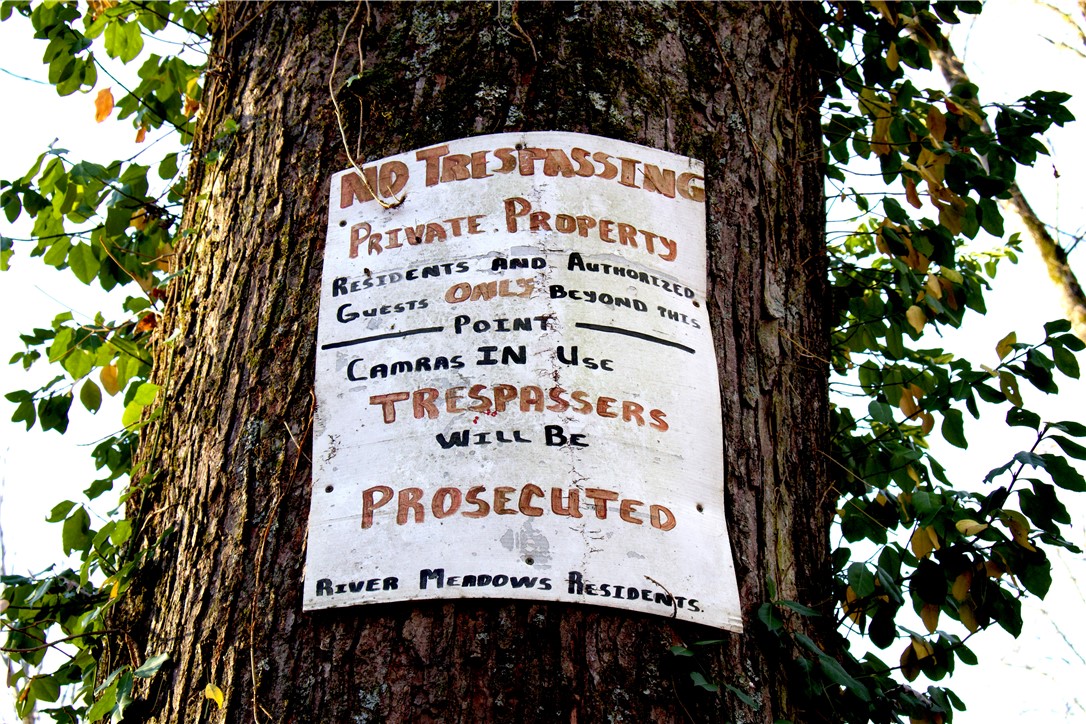 NO TRESPASSING
PRIVATE PROPERTY
RESIDENTS AND AUTHORIZED
GUESTS ONLY BEYOND THIS
POINT
CAMRAS IN USE
TRESPASSERS
WILL BE
PROSECUTED
RIVER MEADOWS RESIDENTS.